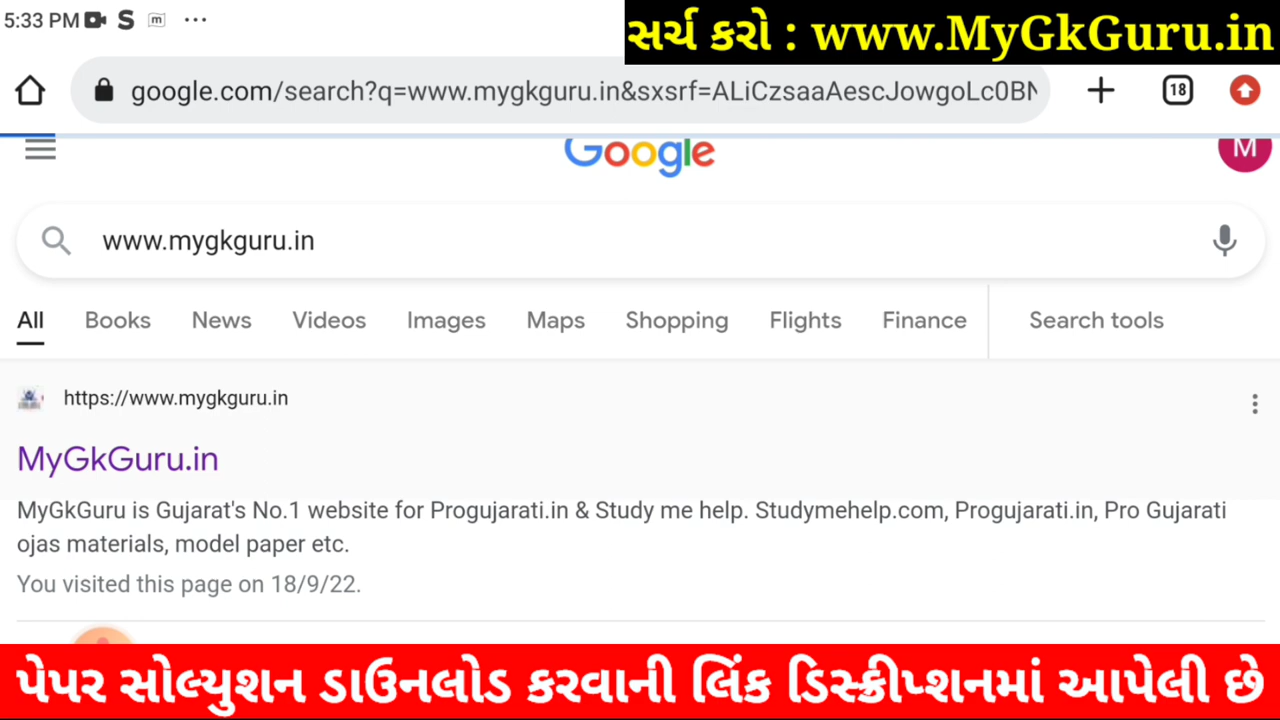 5:33 PM
સર્ચ કરો : www.MyGkGuru.in
google.com/search?q=www.mygkguru.in&sxsrf=ALiCzsaaAescJowgoLc0BN
18
Google
M
www.mygkguru.in
All Books News Videos Images Maps Shopping Flights Finance Search tools
https://www.mygkguru.in
MyGkGuru.in
MyGkGuru is Gujarat's No.1 website for Progujarati.in & Study me help. Studymehelp.com, Progujarati.in, Pro Gujarati
ojas materials, model paper etc.
You visited this page on 18/9/22.
પેપર સોલ્યુશન ડાઉનલોડ કરવાની લિંક ડિસ્ક્રીપ્શનમાં આપેલી છે